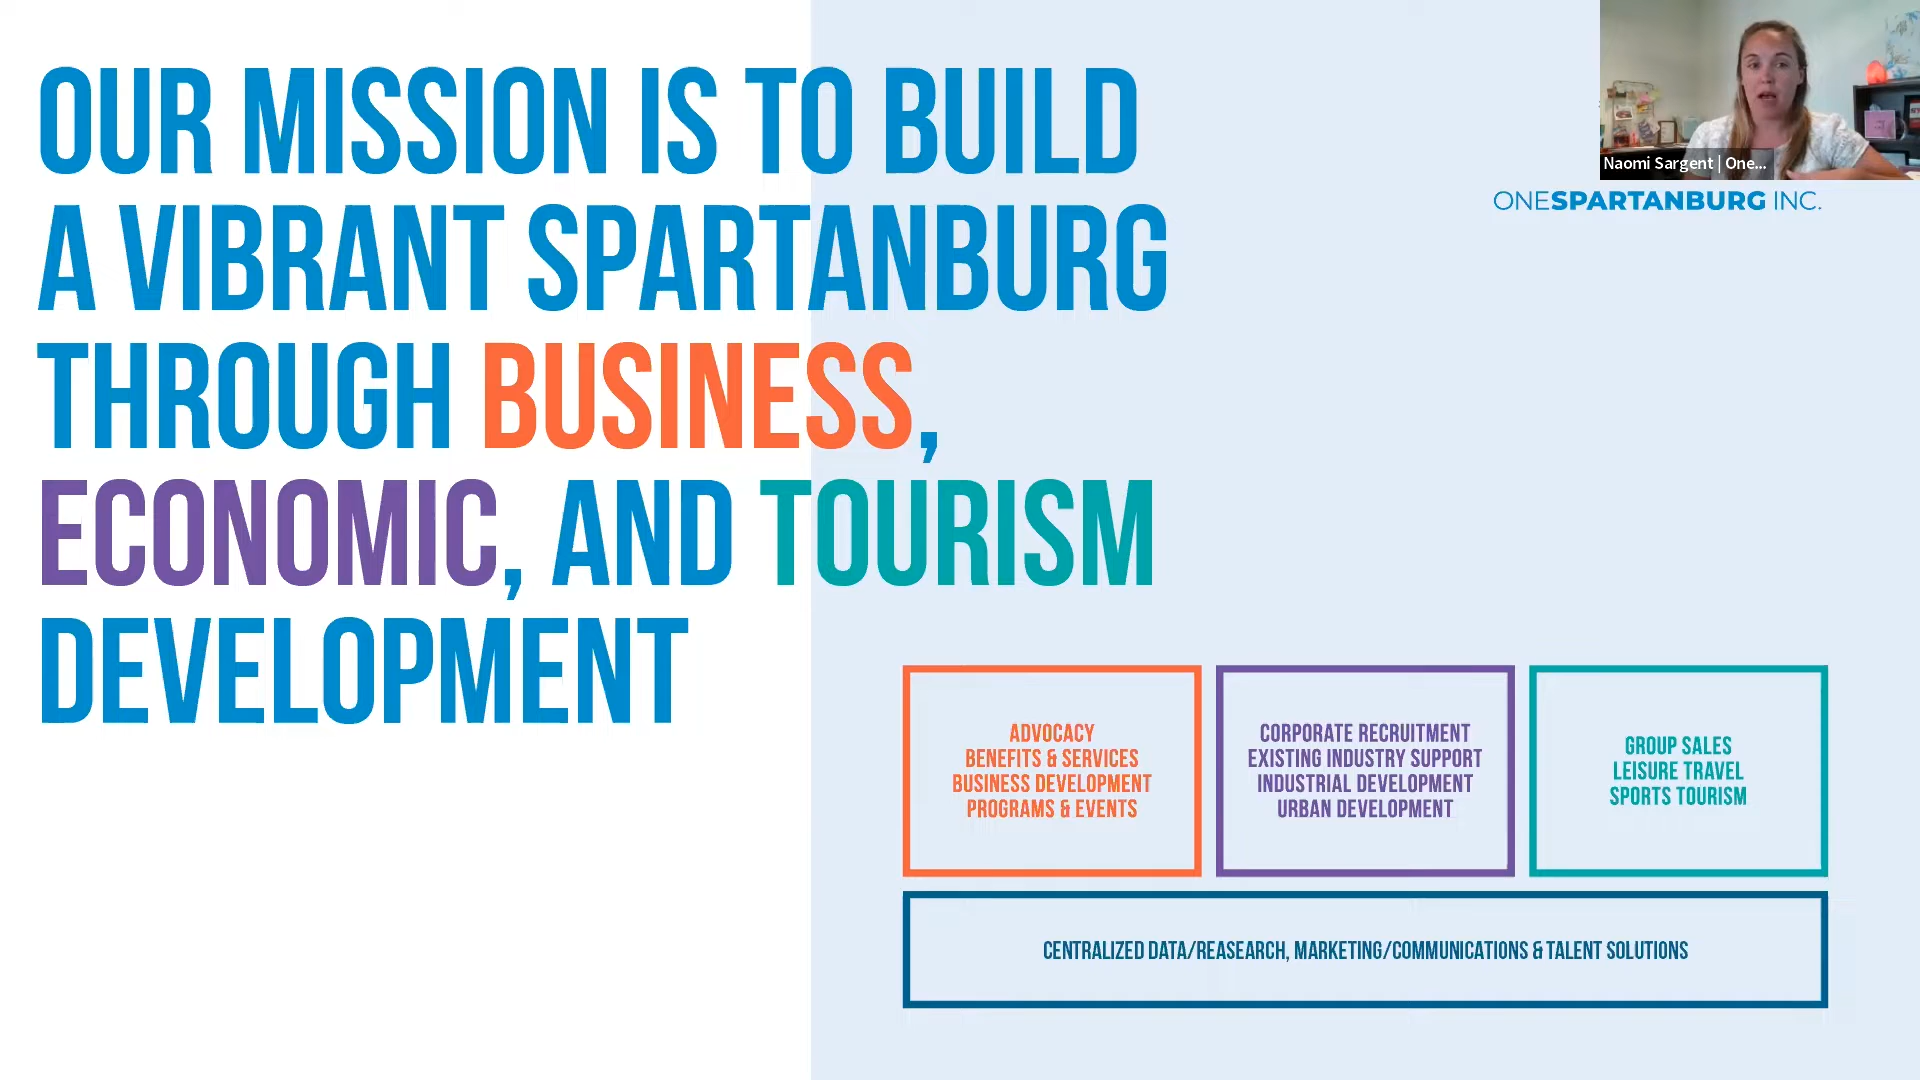 OUR MISSION IS TO BUILD
A VIBRANT SPARTANBURG
THROUGH BUSINESS,
ECONOMIC, AND TOURISM
DEVELOPMENT
Naomi Sargent | One...
ONESPARTANBURG INC.
ADVOCACY
BENEFITS & SERVICES
BUSINESS DEVELOPMENT
PROGRAMS & EVENTS
CORPORATE RECRUITMENT
EXISTING INDUSTRY SUPPORT
INDUSTRIAL DEVELOPMENT
URBAN DEVELOPMENT
GROUP SALES
LEISURE TRAVEL
SPORTS TOURISM
CENTRALIZED DATA/REASEARCH, MARKETING/COMMUNICATIONS & TALENT SOLUTIONS